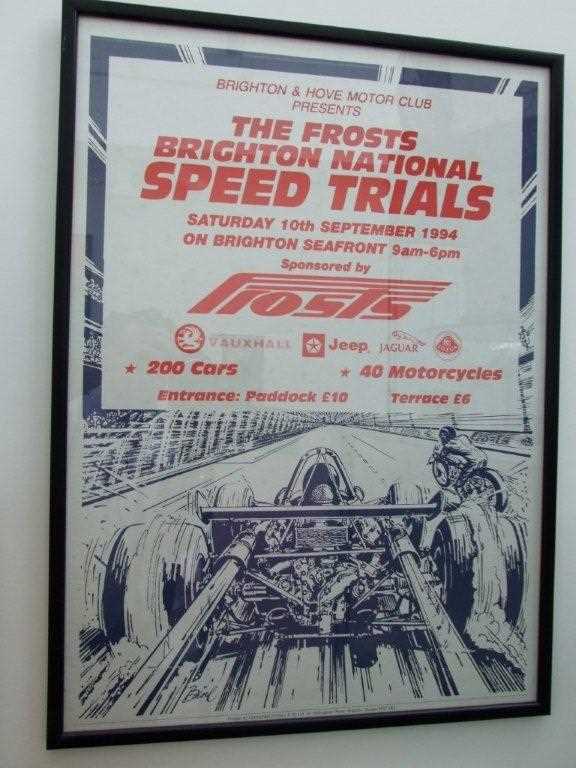 BRIGHTON & HOVE MOTOR CLUB
PRESENTS
THE FROSTS
BRIGHTON NATIONAL
SPEED TRIALS
SATURDAY 10th SEPTEMBER 1994
ON BRIGHTON SEAFRONT 9am-6pm
Sponsored by
Frosts
VAUXHALL Jeep JAGUAR
★ 200 Cars ★ 40 Motorcycles
Entrance: Paddock £10 Terrace £6
FROSTS